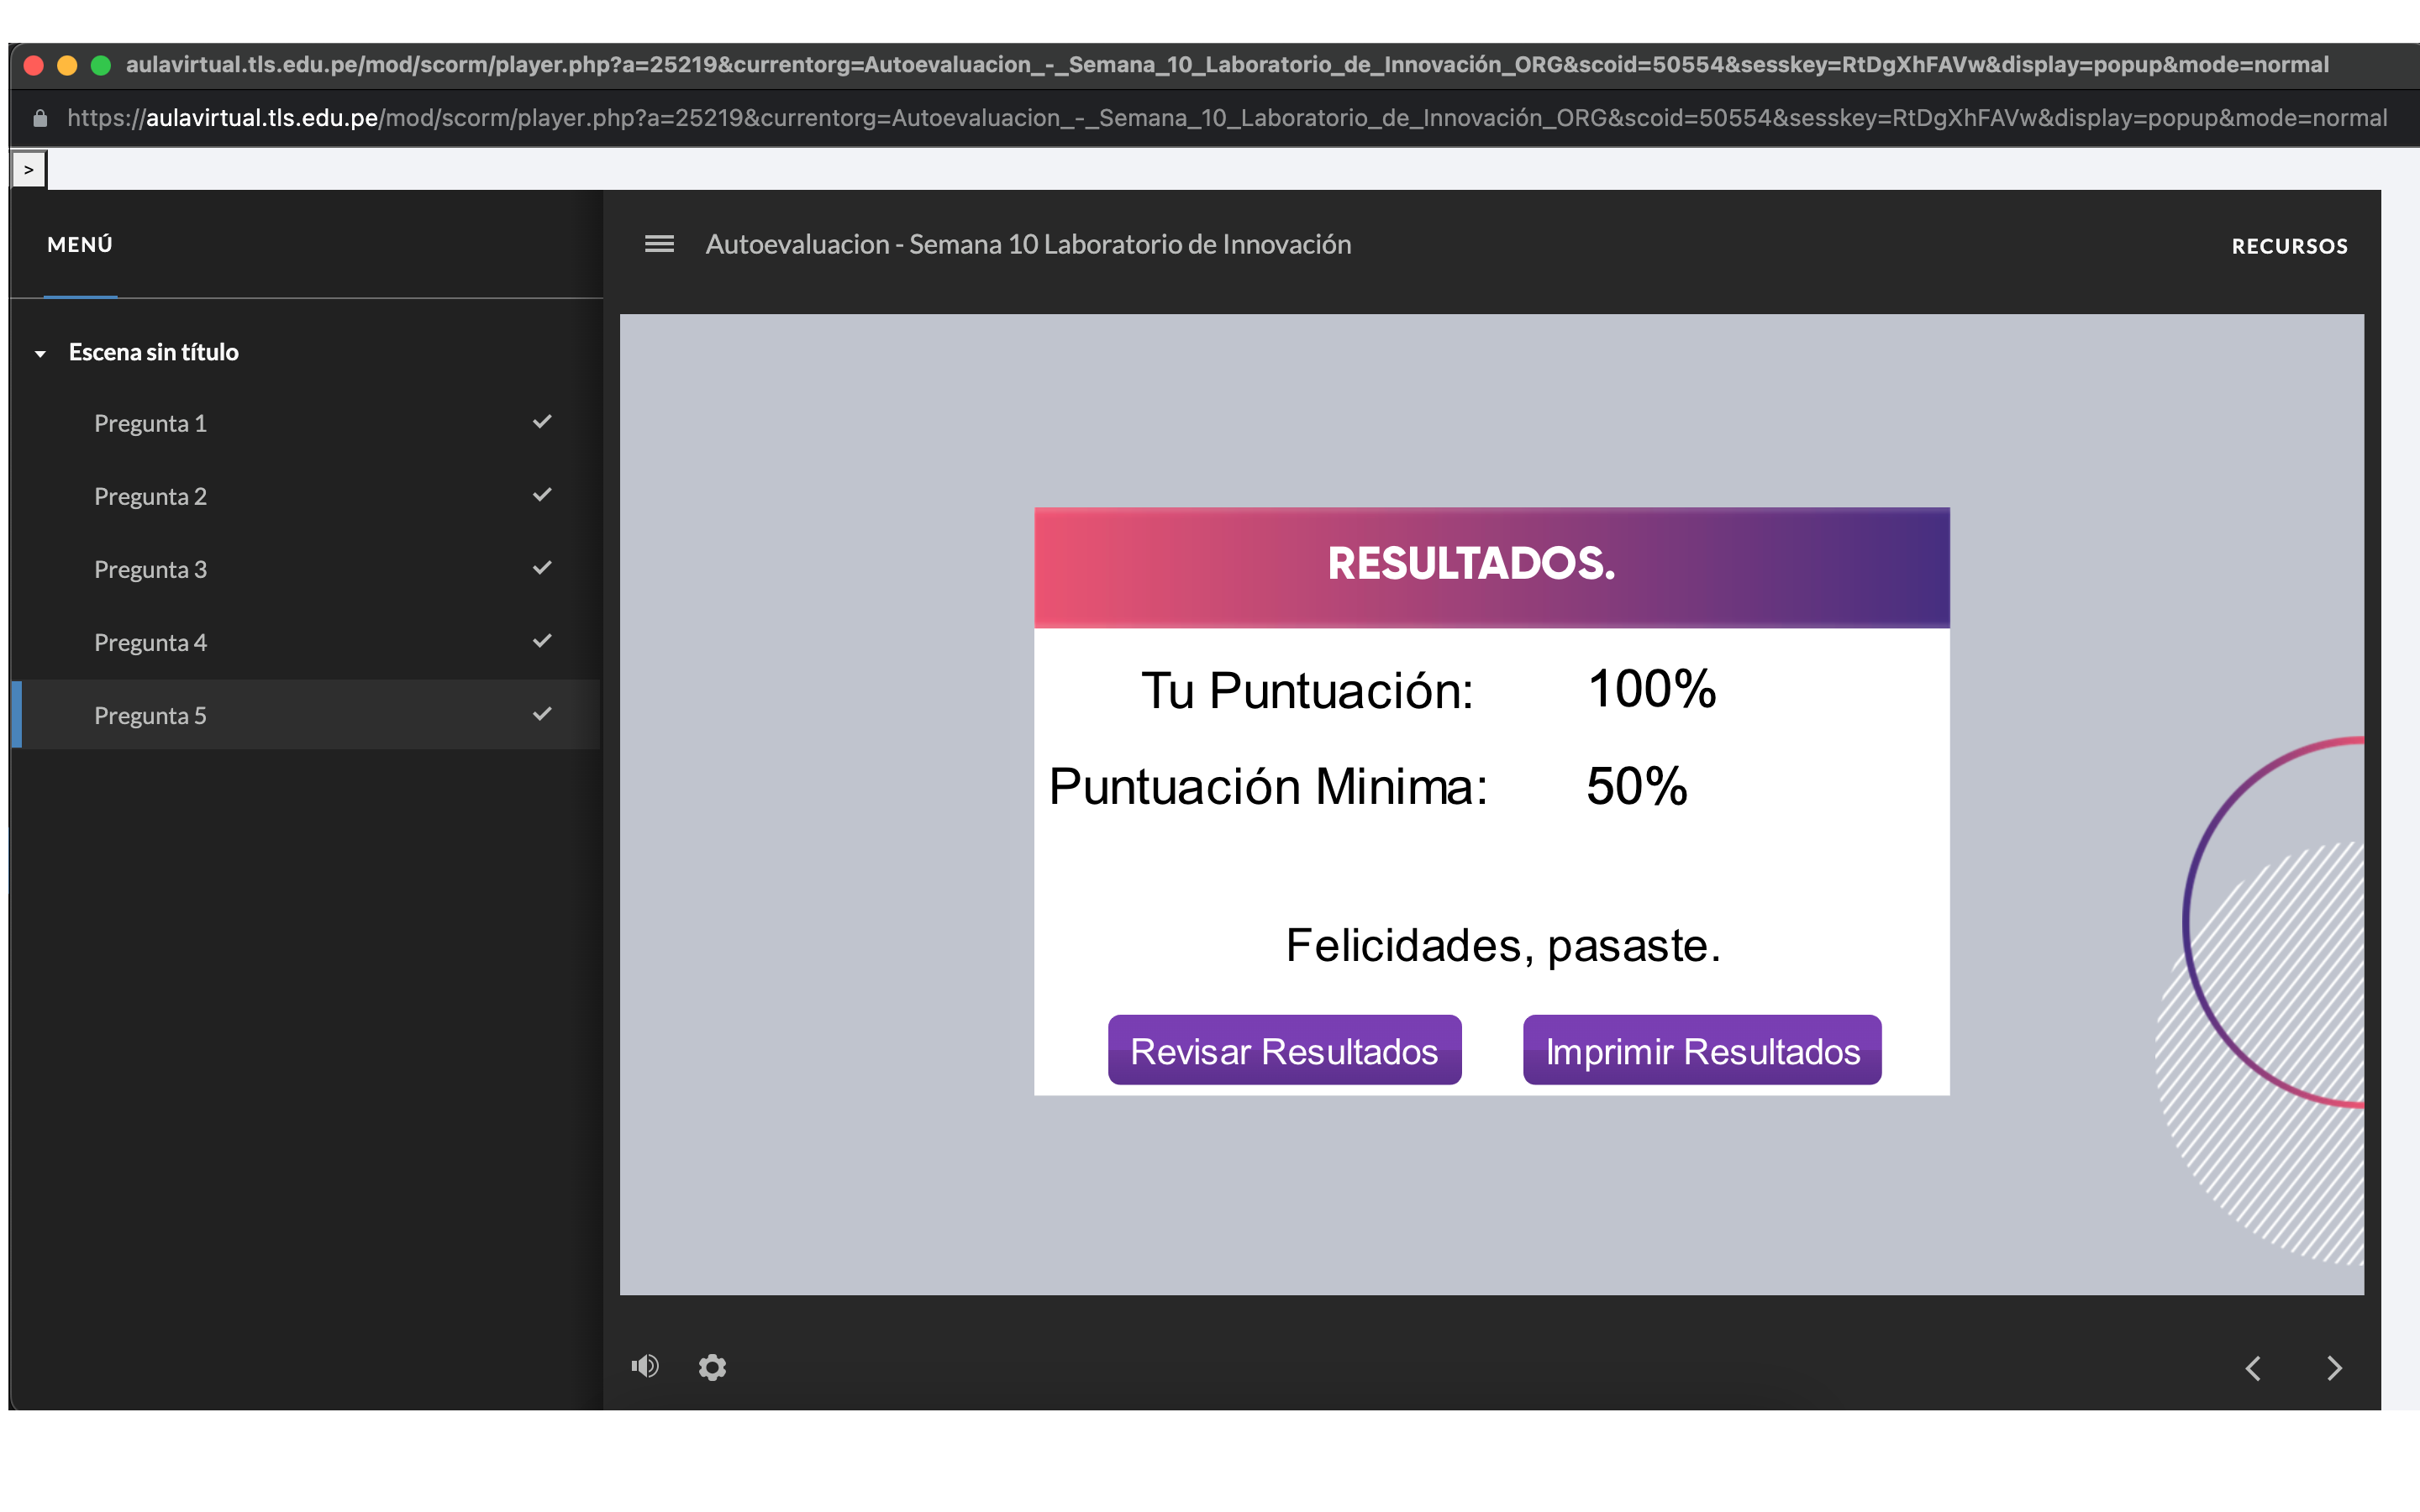 aulavirtual.tls.edu.pe/mod/scorm/player.php?a=25219&currentorg=Autoevaluacion_-_Semana_10_Laboratorio_de_Innovación_ORG&scoid=50554&sesskey=RtDgXhFAVw&display=popup&mode=normal
https://aulavirtual.tls.edu.pe/mod/scorm/player.php?a=25219&currentorg=Autoevaluacion_-_Semana_10_Laboratorio_de_Innovación_ORG&scoid=50554&sesskey=RtDgXhFAVw&display=popup&mode=normal
>
MENÚ
Autoevaluacion - Semana 10 Laboratorio de Innovación
RECURSOS
Escena sin título
Pregunta 1
Pregunta 2
Pregunta 3
Pregunta 4
Pregunta 5
RESULTADOS.
Tu Puntuación: 100%
Puntuación Minima: 50%
Felicidades, pasaste.
Revisar Resultados
Imprimir Resultados